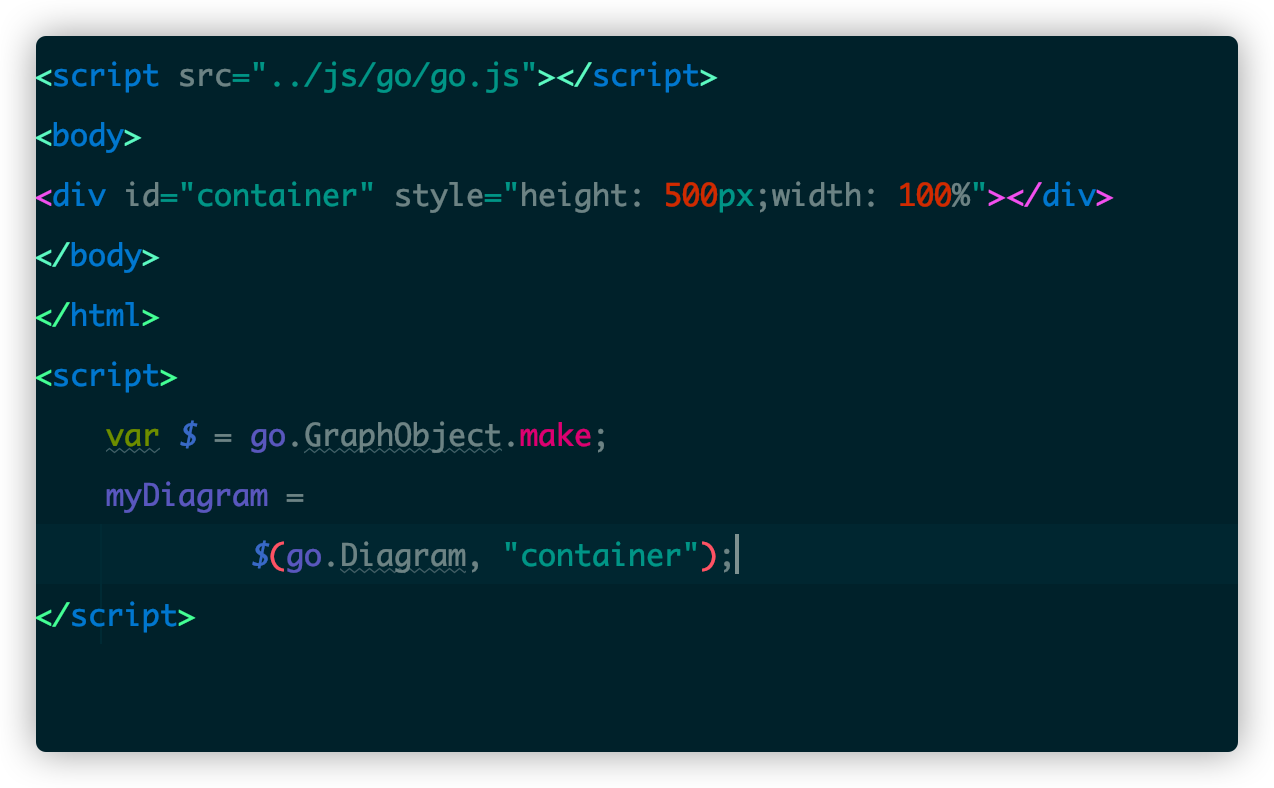 <script src="../js/go/go.js"></script>
<body>
<div id="container" style="height: 500px;width: 100%"></div>
</body>
</html>
<script>
    var $ = go.GraphObject.make;
    myDiagram =
            $(go.Diagram, "container");
</script>